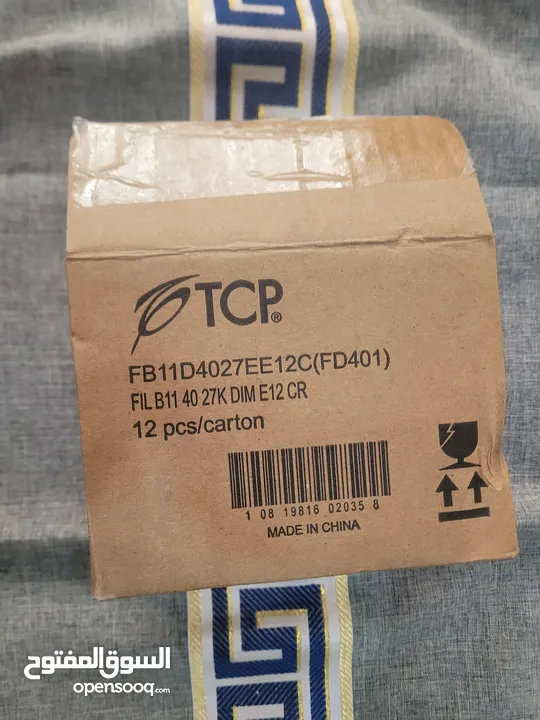 TCP®
FB11D4027EE12C(FD401)
FIL B11 40 27K DIM E12 CR
12 pcs/carton
1 08 19816 02035 8
MADE IN CHINA
السوق المفتوح
opensooq.com